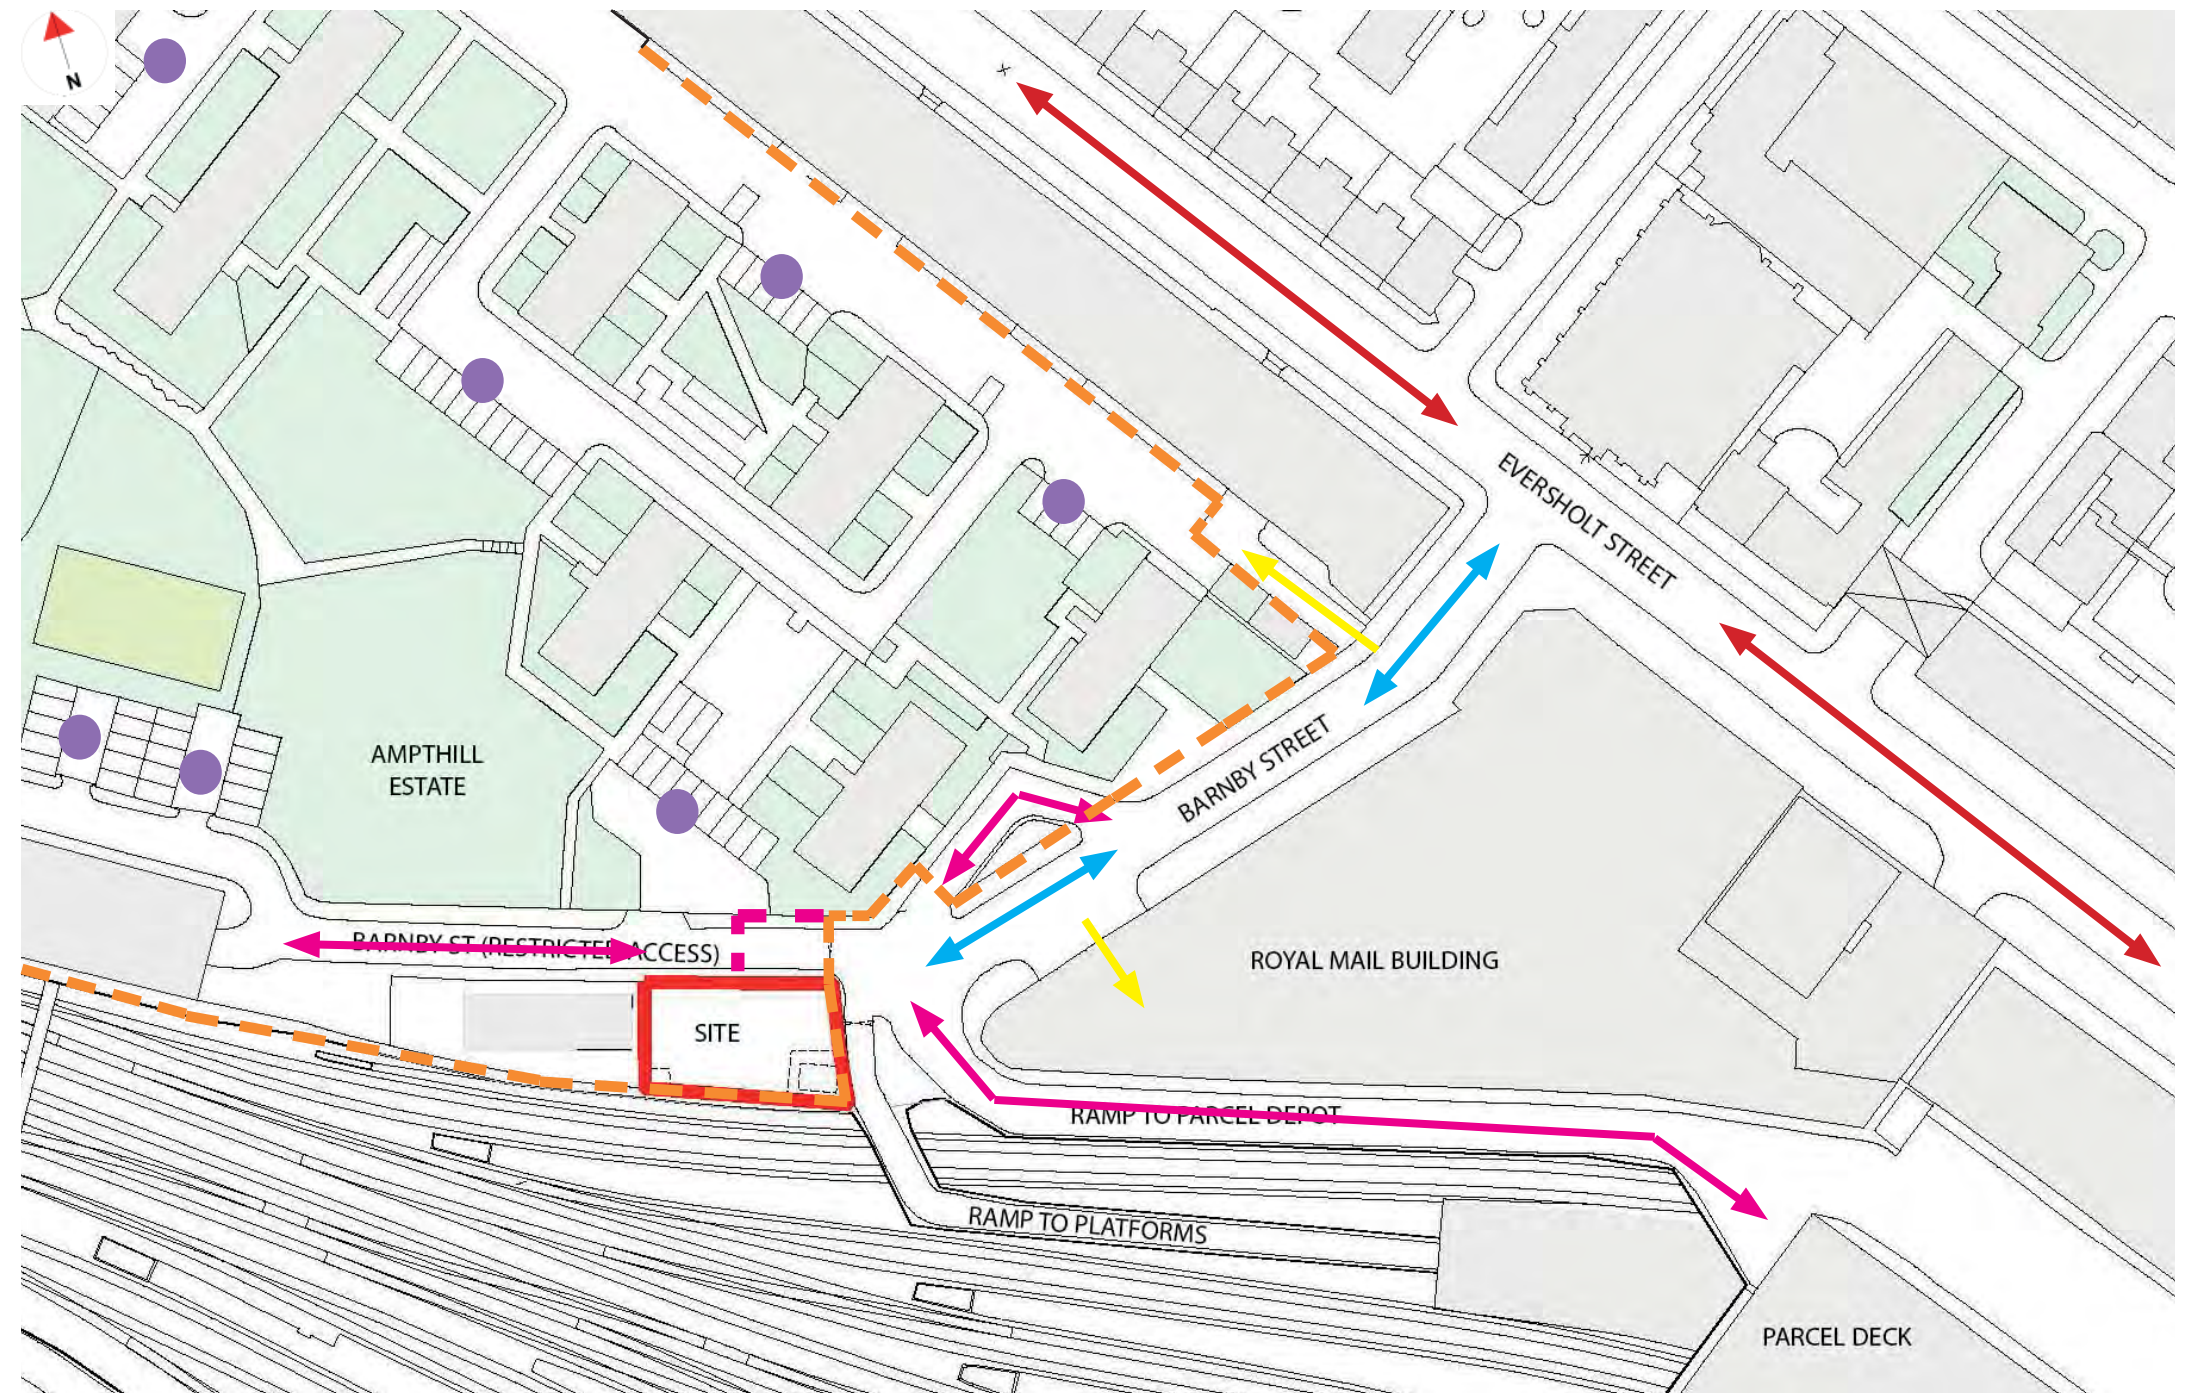 N
EVERSHOLT STREET
BARNBY STREET
AMPTHILL
ESTATE
BARNBY ST (RESTRICTED ACCESS)
ROYAL MAIL BUILDING
SITE
RAMP TO PARCEL DEPOT
RAMP TO PLATFORMS
PARCEL DECK